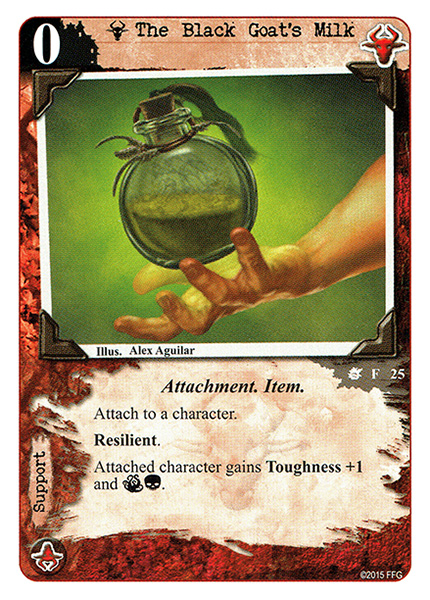 0
The Black Goat's Milk
Illus. Alex Aguilar
F 25
Attachment. Item.
Attach to a character.
Resilient.
Attached character gains Toughness +1
and .
Support
©2015 FFG